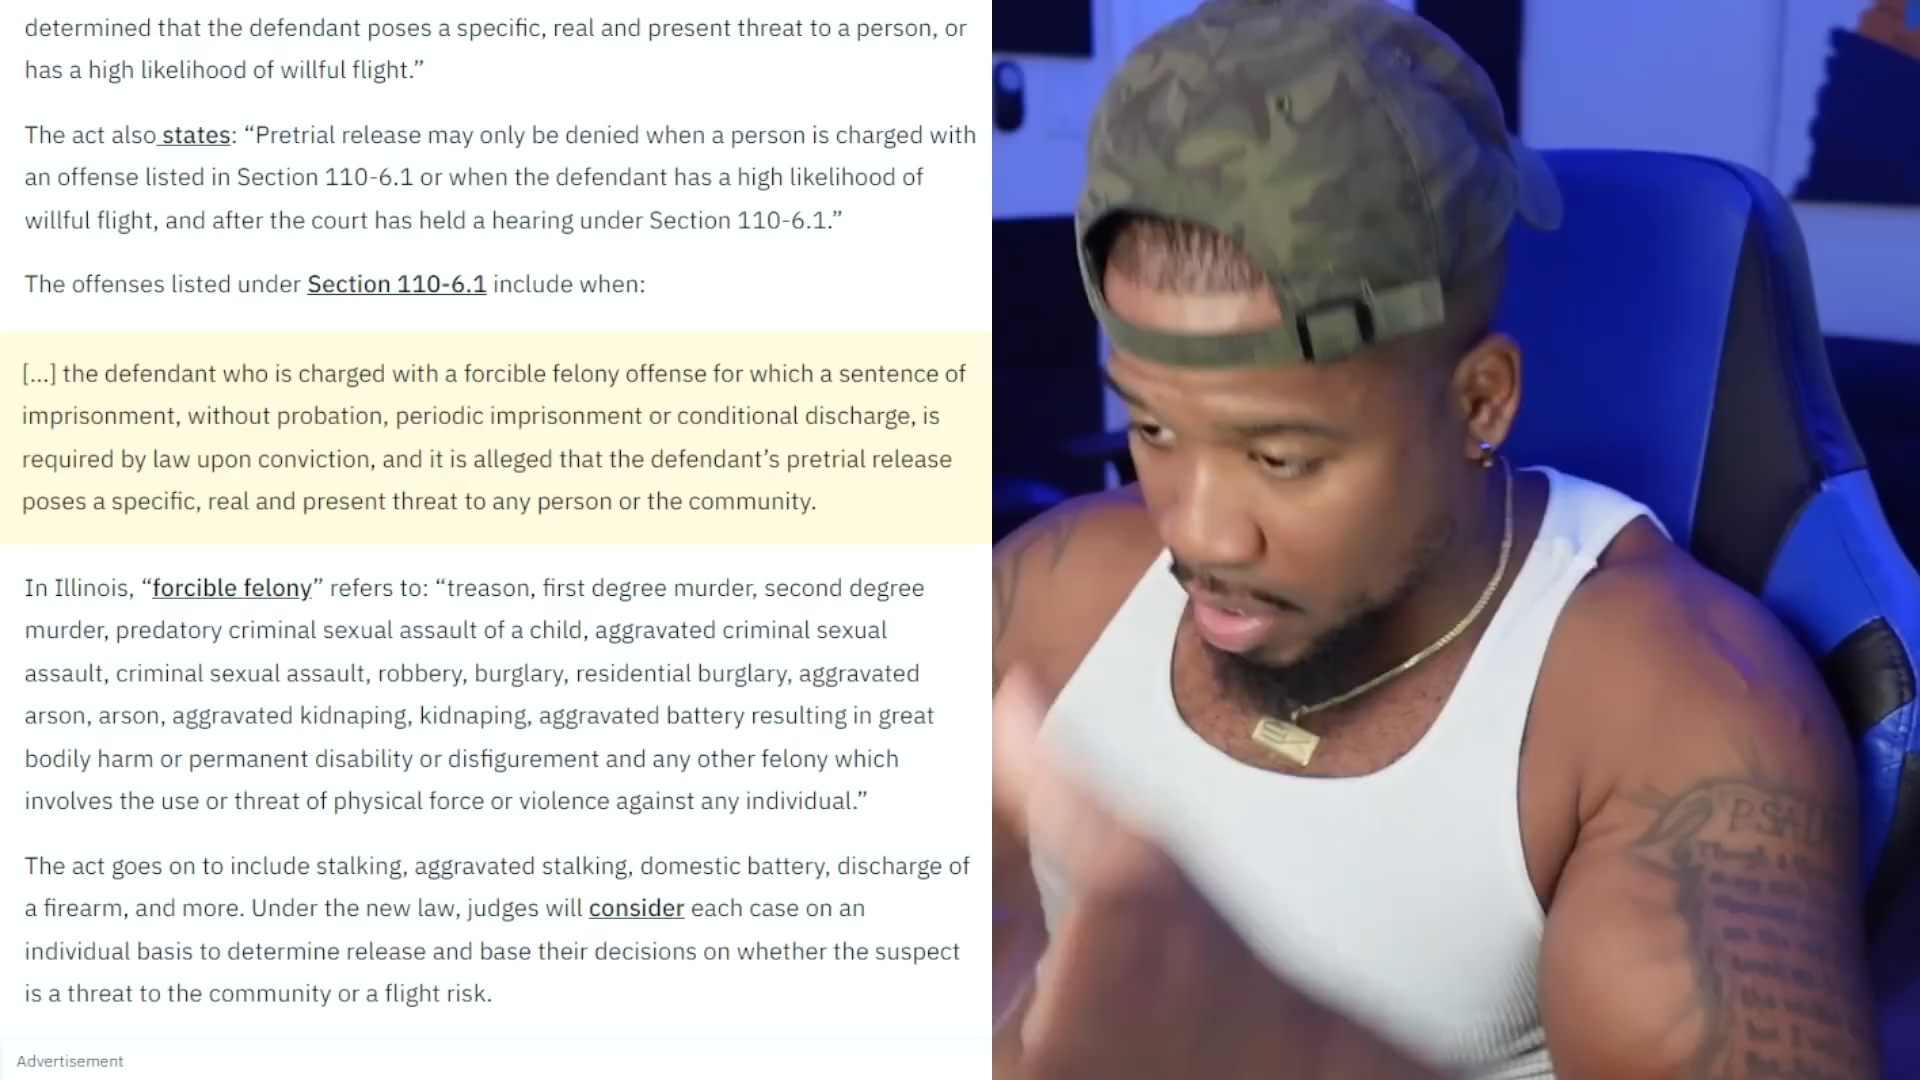 determined that the defendant poses a specific, real and present threat to a person, or
has a high likelihood of willful flight.”
The act also states: “Pretrial release may only be denied when a person is charged with
an offense listed in Section 110-6.1 or when the defendant has a high likelihood of
willful flight, and after the court has held a hearing under Section 110-6.1.”
The offenses listed under Section 110-6.1 include when:
[...] the defendant who is charged with a forcible felony offense for which a sentence of
imprisonment, without probation, periodic imprisonment or conditional discharge, is
required by law upon conviction, and it is alleged that the defendant’s pretrial release
poses a specific, real and present threat to any person or the community.
In Illinois, “forcible felony” refers to: “treason, first degree murder, second degree
murder, predatory criminal sexual assault of a child, aggravated criminal sexual
assault, criminal sexual assault, robbery, burglary, residential burglary, aggravated
arson, arson, aggravated kidnaping, kidnaping, aggravated battery resulting in great
bodily harm or permanent disability or disfigurement and any other felony which
involves the use or threat of physical force or violence against any individual.”
The act goes on to include stalking, aggravated stalking, domestic battery, discharge of
a firearm, and more. Under the new law, judges will consider each case on an
individual basis to determine release and base their decisions on whether the suspect
is a threat to the community or a flight risk.
Advertisement